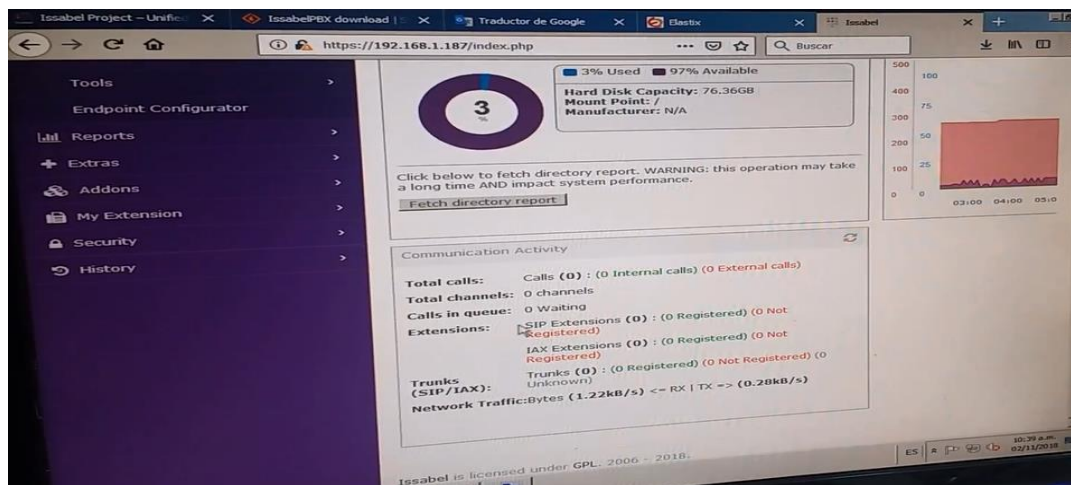 Issabel Project – Unifie
IssabelPBX download |
Traductor de Google
Elastix
Issabel
https://192.168.1.187/index.php
Buscar
Tools
Endpoint Configurator
Reports
Extras
Addons
My Extension
Security
History
3
%
3% Used 97% Available
Hard Disk Capacity: 76.36GB
Mount Point: /
Manufacturer: N/A
Click below to fetch directory report. WARNING: this operation may take
a long time AND impact system performance.
Fetch directory report
500
400
300
200
100
0
100
75
50
25
0
03:00 04:00 05:0
Communication Activity
Total calls: Calls (0) : (0 Internal calls) (0 External calls)
Total channels: 0 channels
Calls in queue: 0 Waiting
Extensions: SIP Extensions (0) : (0 Registered) (0 Not
Registered)
IAX Extensions (0) : (0 Registered) (0 Not
Registered)
Trunks
(SIP/IAX):
Trunks (0) : (0 Registered) (0 Not Registered) (0
Unknown)
Network Traffic:Bytes (1.22kB/s) <= RX | TX => (0.28kB/s)
Issabel is licensed under GPL. 2006 - 2018.
ES
10:39 a.m.
02/11/2018